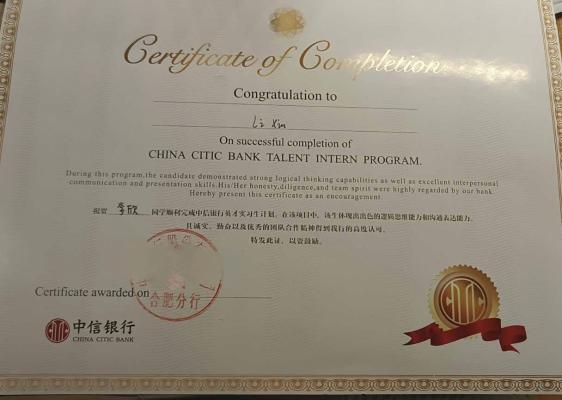 Certificate of Completion
Congratulation to
Li Xin
On successful completion of
CHINA CITIC BANK TALENT INTERN PROGRAM.
During this program,the candidate demonstrated strong logical thinking capabilities as well as excellent interpersonal
communication and presentation skills.His/Her honesty,diligence,and team spirit were highly regarded by our bank.
Hereby present this certificate as an encouragement.
祝贺 李欣 同学顺利完成中信银行英才实习生计划。在该项目中，该生体现出出色的逻辑思维能力和沟通表达能力，
其诚实、勤奋以及优秀的团队合作精神得到我行的高度认可。
特发此证，以资鼓励。
Certificate awarded on
合肥分行
中信银行
CHINA CITIC BANK
CITIC